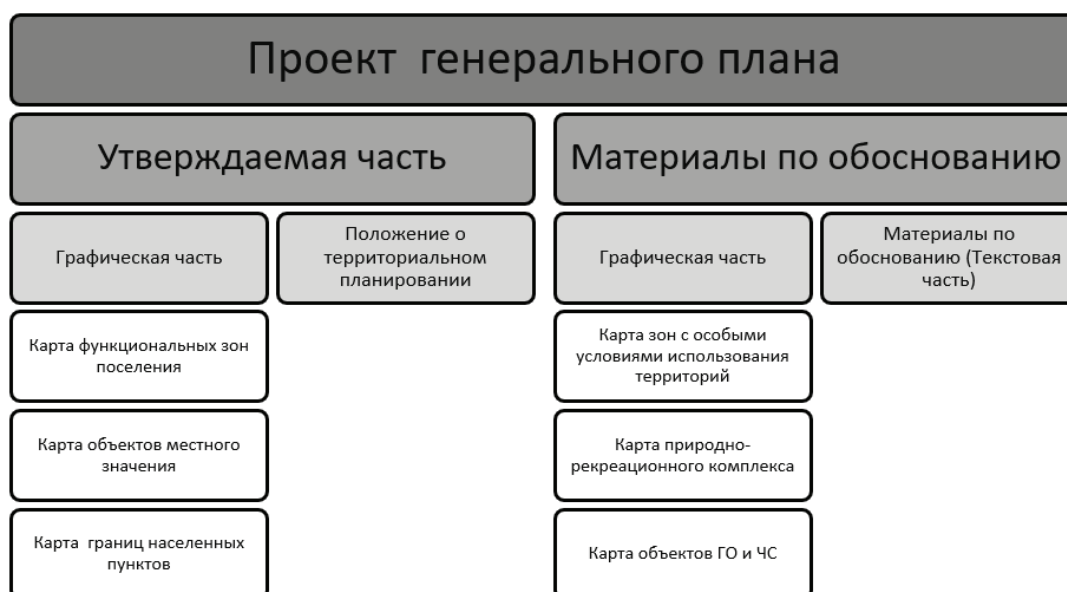 Проект генерального плана
Утверждаемая часть
Материалы по обоснованию
Графическая часть
Положение о
территориальном
планировании
Графическая часть
Материалы по
обоснованию (Текстовая
часть)
Карта функциональных зон
поселения
Карта зон с особыми
условиями использования
территорий
Карта объектов местного
значения
Карта природно-
рекреационного комплекса
Карта границ населенных
пунктов
Карта объектов ГО и ЧС